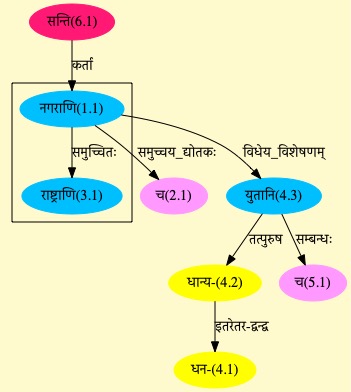 सन्ति(6.1)
कर्ता
नगराणि(1.1)
समुच्चितः
समुच्चय_द्योतकः
विधेय_विशेषणम्
राष्ट्राणि(3.1)
च(2.1)
युतानि(4.3)
तत्पुरुष
सम्बन्धः
धान्य-(4.2)
च(5.1)
इतरेतर-द्वन्द्व
धन-(4.1)